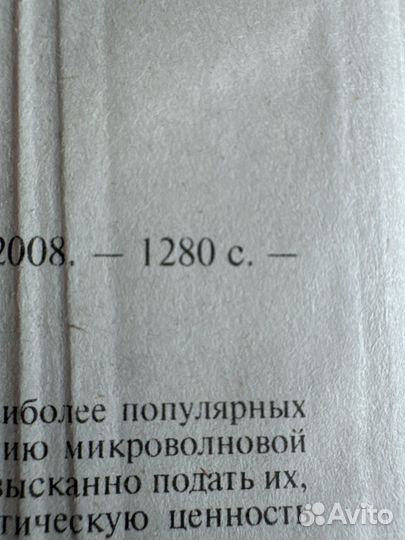 2008. — 1280 с. —
иболее популярных
ию микроволновой
ысканно подать их,
тическую ценность
Avito